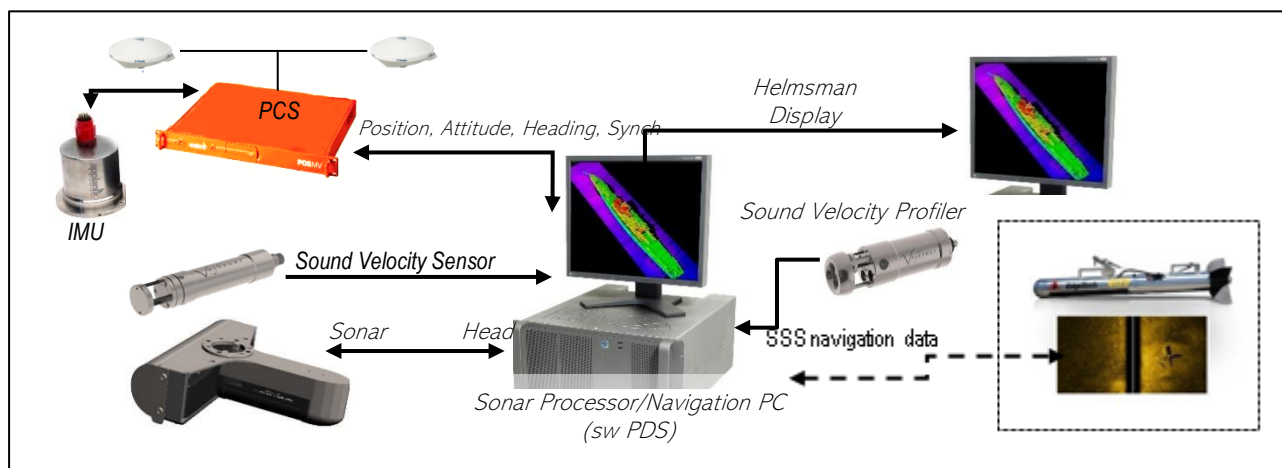 PCS
POSMV
Position, Attitude, Heading, Synch
Helmsman
Display
IMU
Sound Velocity Profiler
Sound Velocity Sensor
Sonar Head
SSS navigation data
Sonar Processor/Navigation PC
(sw PDS)